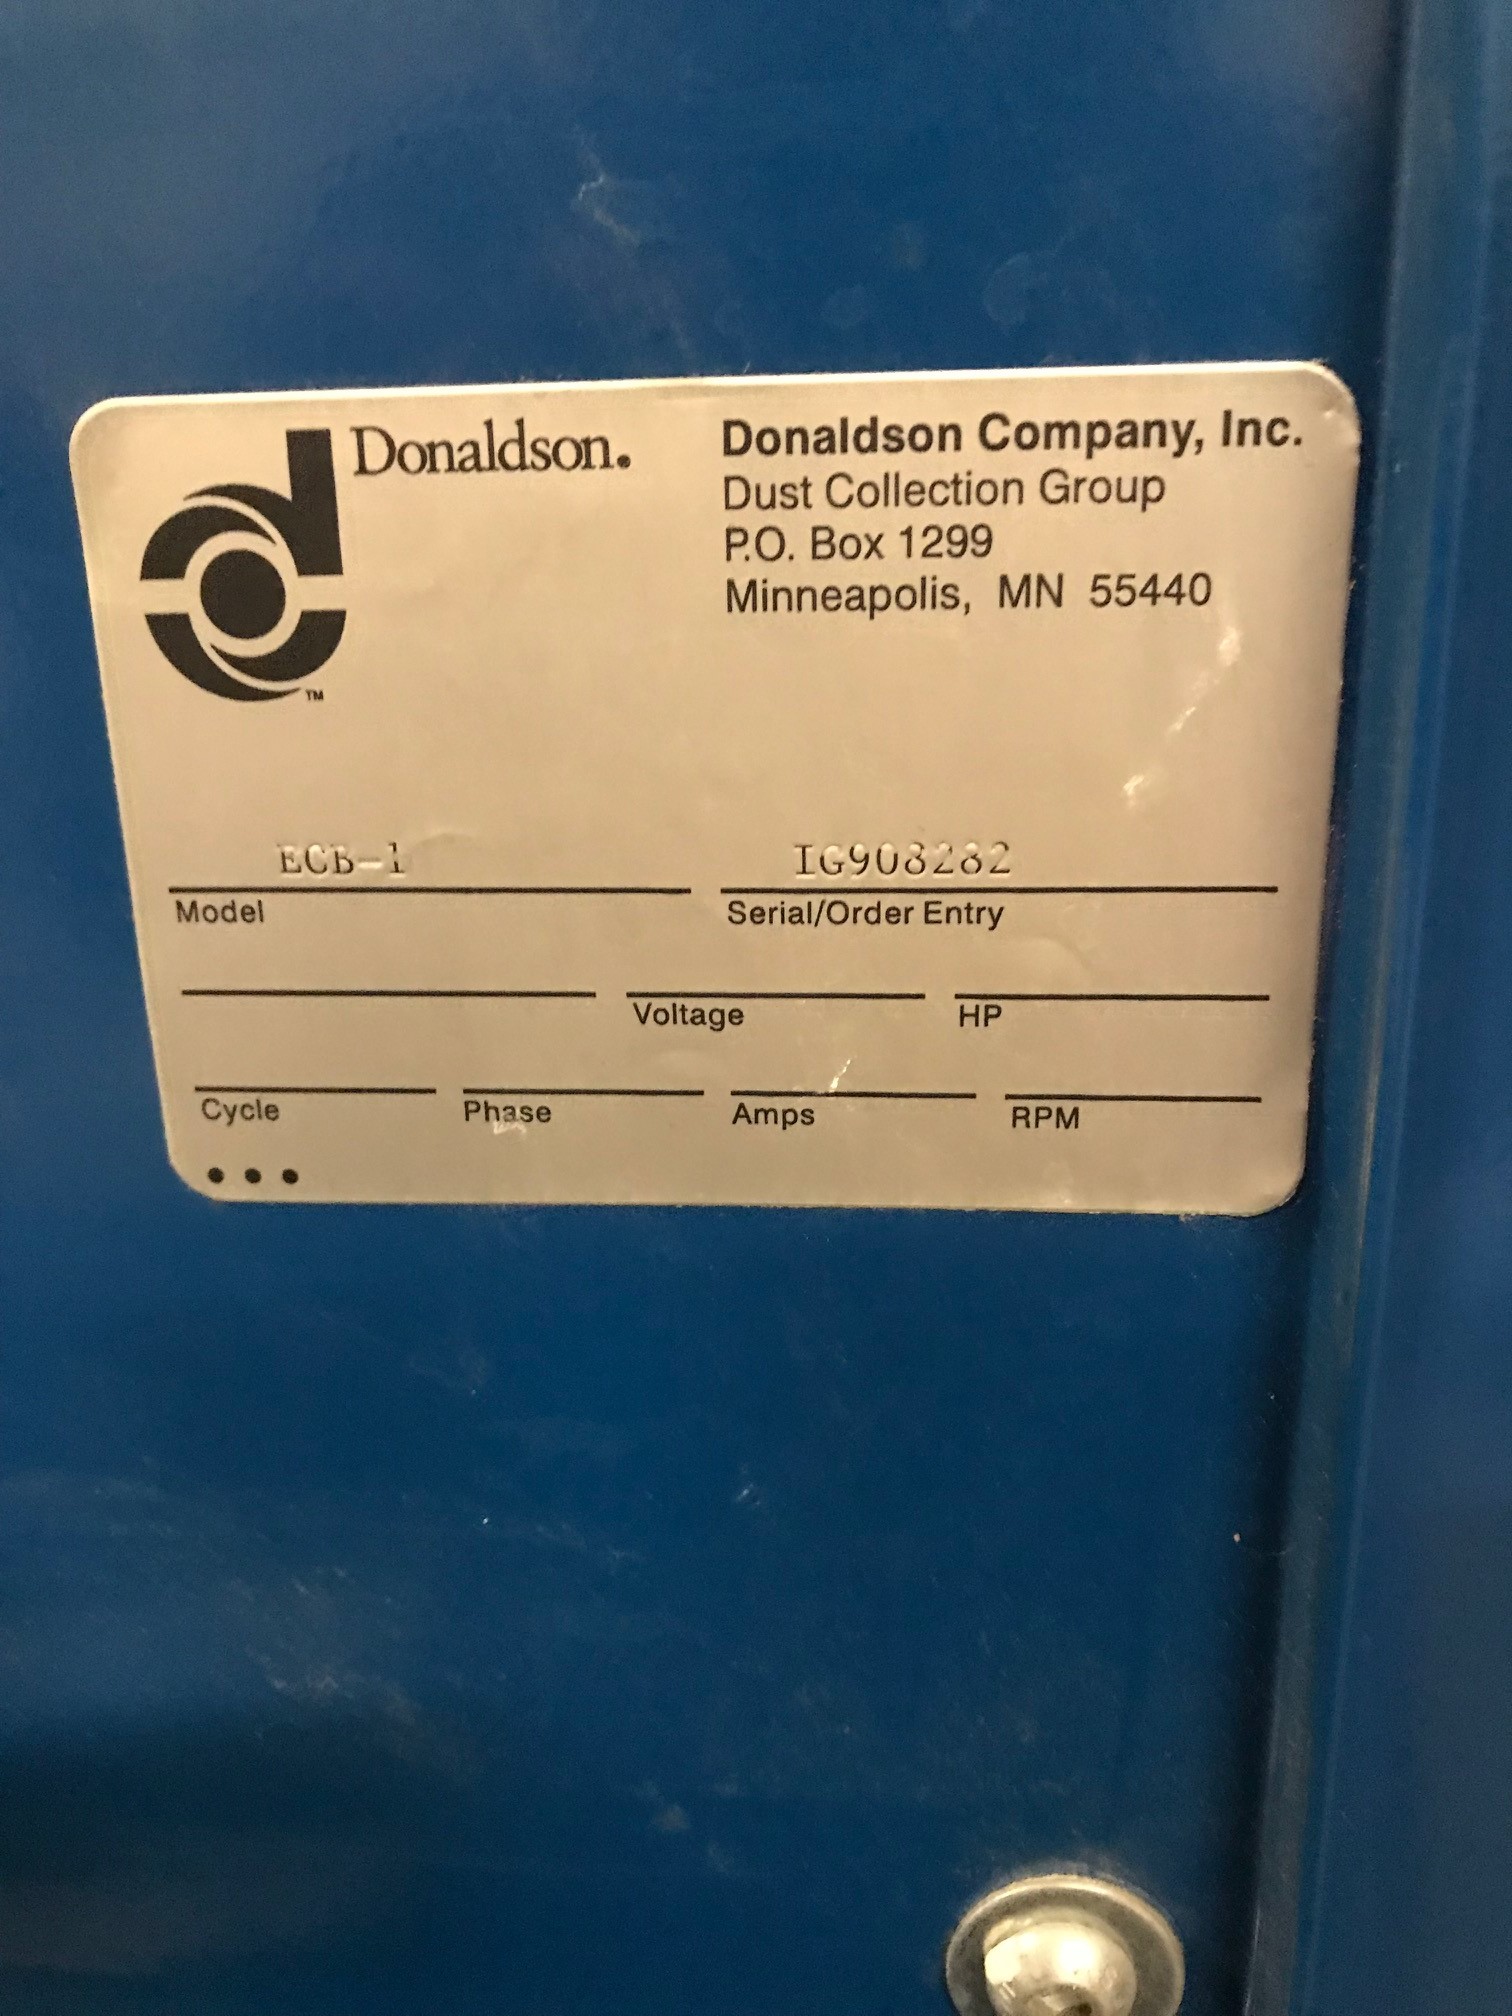 Donaldson.
Donaldson Company, Inc.
Dust Collection Group
P.O. Box 1299
Minneapolis, MN 55440
TM
ECB-1 IG908282
Model Serial/Order Entry
Voltage HP
Cycle Phase Amps RPM